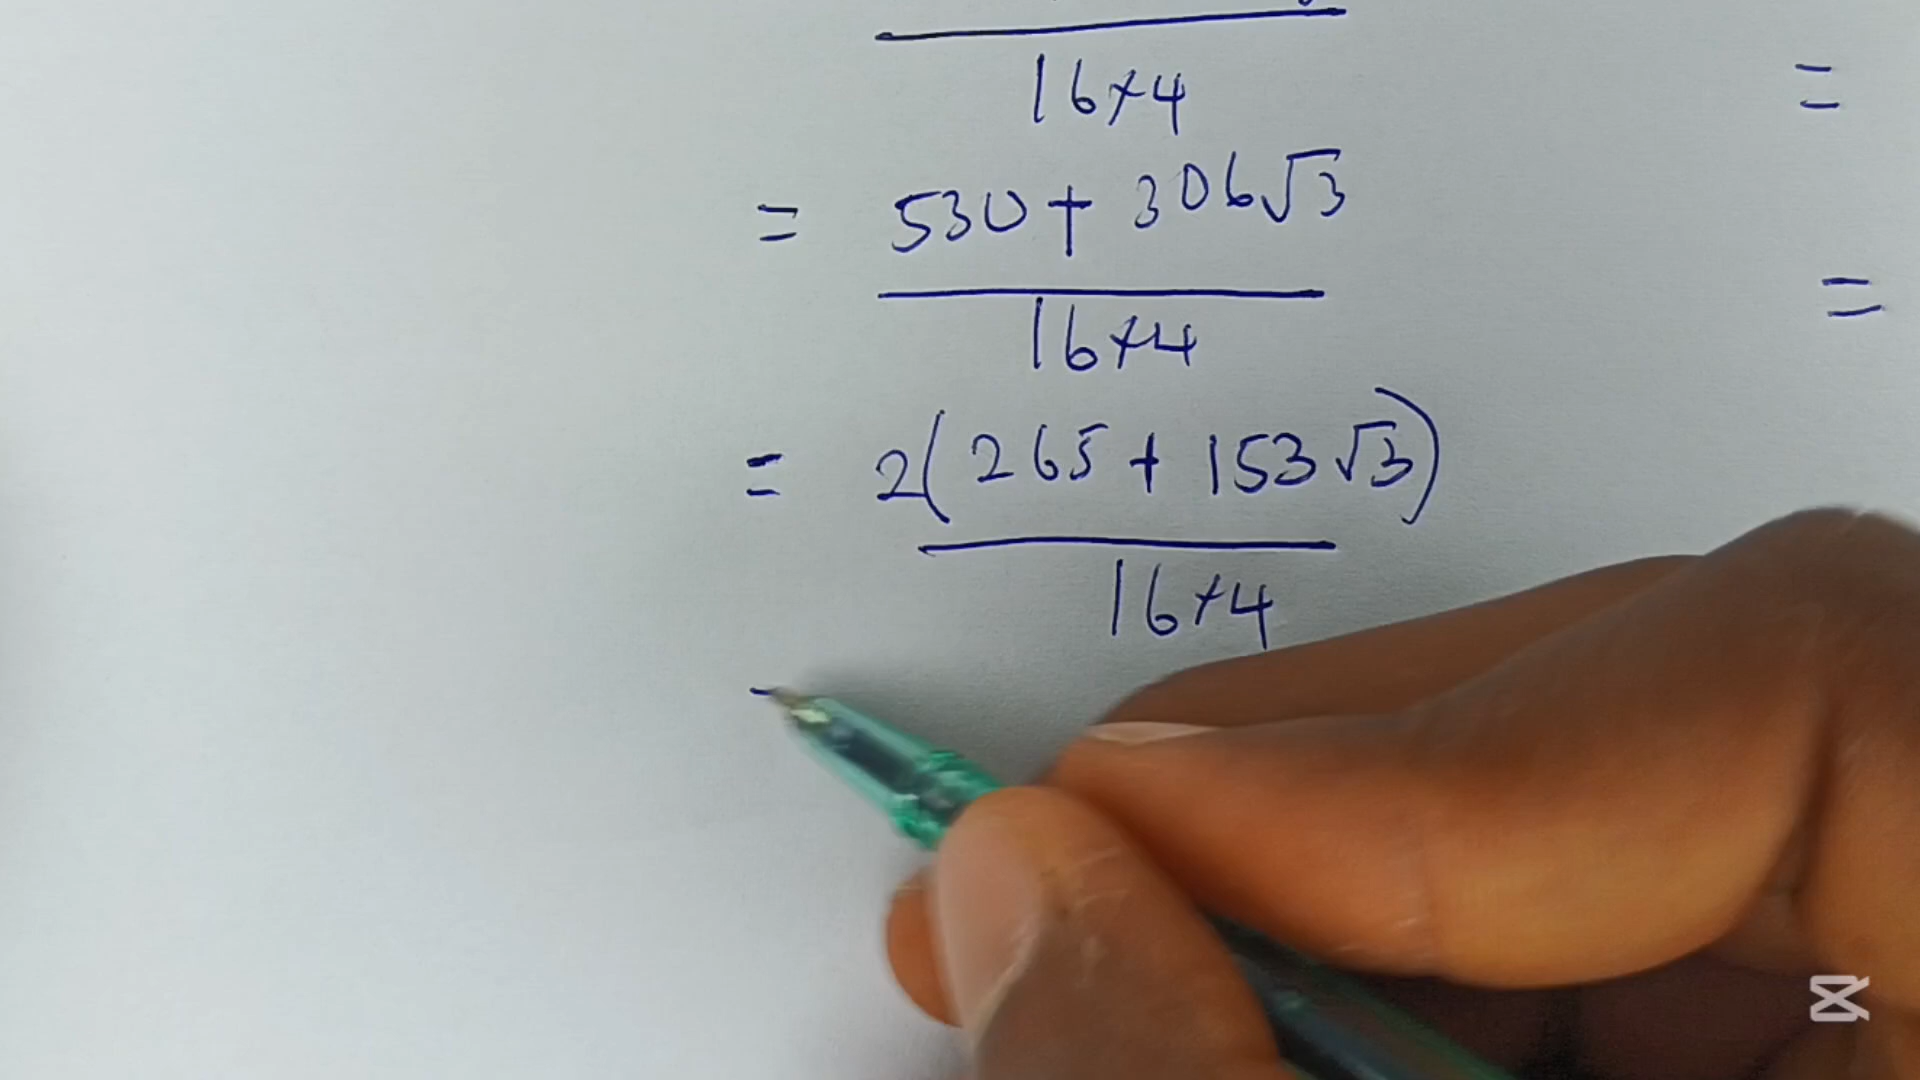 16×4
=
= 530 + 306√3
16×4
=
= 2(265 + 153√3)
16×4